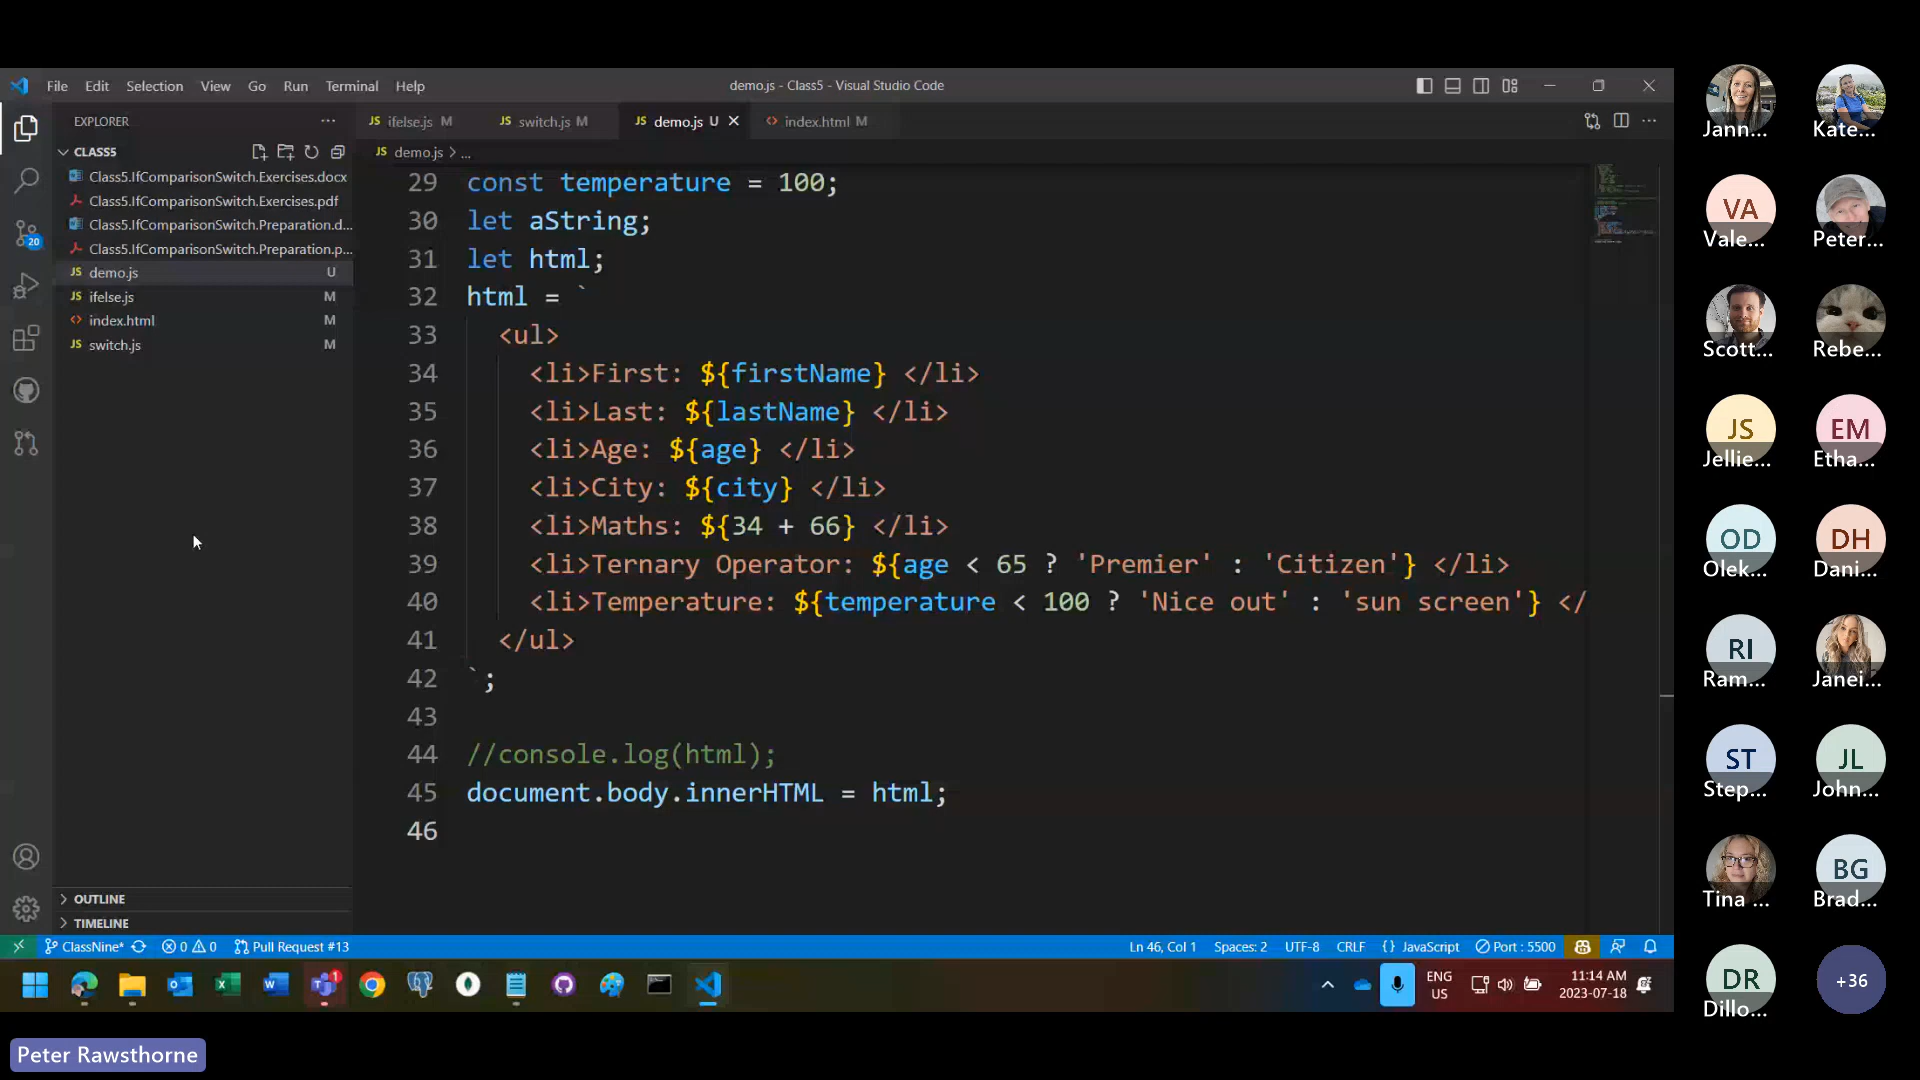 File Edit Selection View Go Run Terminal Help
demo.js - Class5 - Visual Studio Code
EXPLORER
CLASS5
Class5.IfComparisonSwitch.Exercises.docx
Class5.IfComparisonSwitch.Exercises.pdf
Class5.IfComparisonSwitch.Preparation.d...
Class5.IfComparisonSwitch.Preparation.p...
JS demo.js U
JS ifelse.js M
<> index.html M
JS switch.js M
20
OUTLINE
TIMELINE
JS ifelse.js M
JS switch.js M
JS demo.js U
<> index.html M
JS demo.js > ...
29 const temperature = 100;
30 let aString;
31 let html;
32 html = `
33 <ul>
34 <li>First: ${firstName} </li>
35 <li>Last: ${lastName} </li>
36 <li>Age: ${age} </li>
37 <li>City: ${city} </li>
38 <li>Maths: ${34 + 66} </li>
39 <li>Ternary Operator: ${age < 65 ? 'Premier' : 'Citizen'} </li>
40 <li>Temperature: ${temperature < 100 ? 'Nice out' : 'sun screen'} </
41 </ul>
42 `;
43
44 //console.log(html);
45 document.body.innerHTML = html;
46
ClassNine* 0 0 Pull Request #13
Ln 46, Col 1 Spaces: 2 UTF-8 CRLF {} JavaScript Port : 5500
1
ENG
US
11:14 AM
2023-07-18
Peter Rawsthorne
Jann...
Kate...
VA
Vale...
Peter...
Scott...
Rebe...
JS
Jellie...
EM
Etha...
OD
Olek...
DH
Dani...
RI
Ram...
Janei...
ST
Step...
JL
John...
Tina ...
BG
Brad...
DR
Dillo...
+36